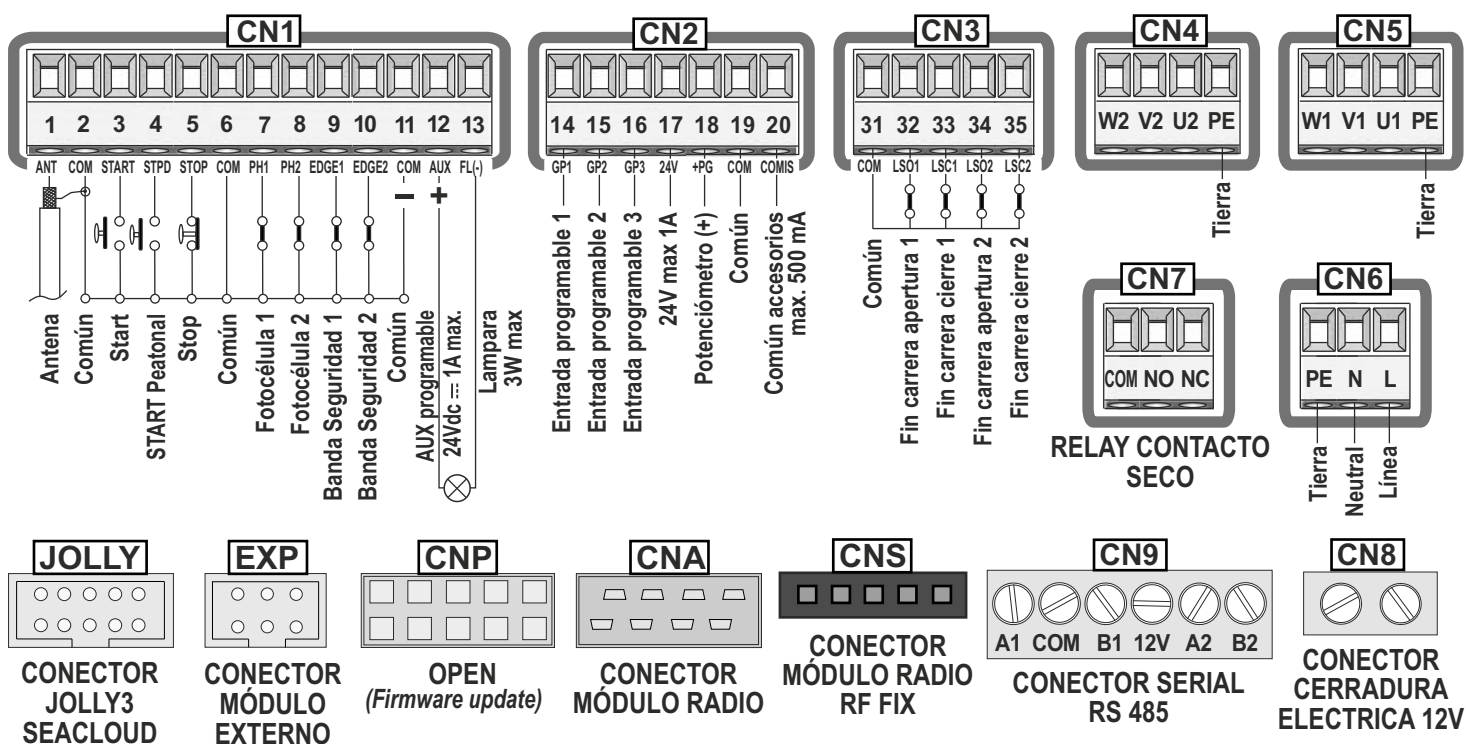 CN1
1 2 3 4 5 6 7 8 9 10 11 12 13
ANT COM START STPD STOP COM PH1 PH2 EDGE1 EDGE2 COM AUX FL(-)
− +
Antena
Común
Start
START Peatonal
Stop
Común
Fotocélula 1
Fotocélula 2
Banda Seguridad 1
Banda Seguridad 2
Común
AUX programable
24Vdc ⎓ 1A max.
Lampara
3W max
CN2
14 15 16 17 18 19 20
GP1 GP2 GP3 24V +PG COM COMIS
Entrada programable 1
Entrada programable 2
Entrada programable 3
24V max 1A
Potenciómetro (+)
Común
Común accesorios
max. 500 mA
CN3
31 32 33 34 35
COM LSO1 LSC1 LSO2 LSC2
Común
Fin carrera apertura 1
Fin carrera cierre 1
Fin carrera apertura 2
Fin carrera cierre 2
CN4
W2 V2 U2 PE
Tierra
CN5
W1 V1 U1 PE
Tierra
CN7
COM NO NC
RELAY CONTACTO
SECO
CN6
PE N L
Tierra
Neutral
Línea
JOLLY
CONECTOR
JOLLY3
SEACLOUD
EXP
CONECTOR
MÓDULO
EXTERNO
CNP
OPEN
(Firmware update)
CNA
CONECTOR
MÓDULO RADIO
CNS
CONECTOR
MÓDULO RADIO
RF FIX
CN9
A1 COM B1 12V A2 B2
CONECTOR SERIAL
RS 485
CN8
CONECTOR
CERRADURA
ELECTRICA 12V